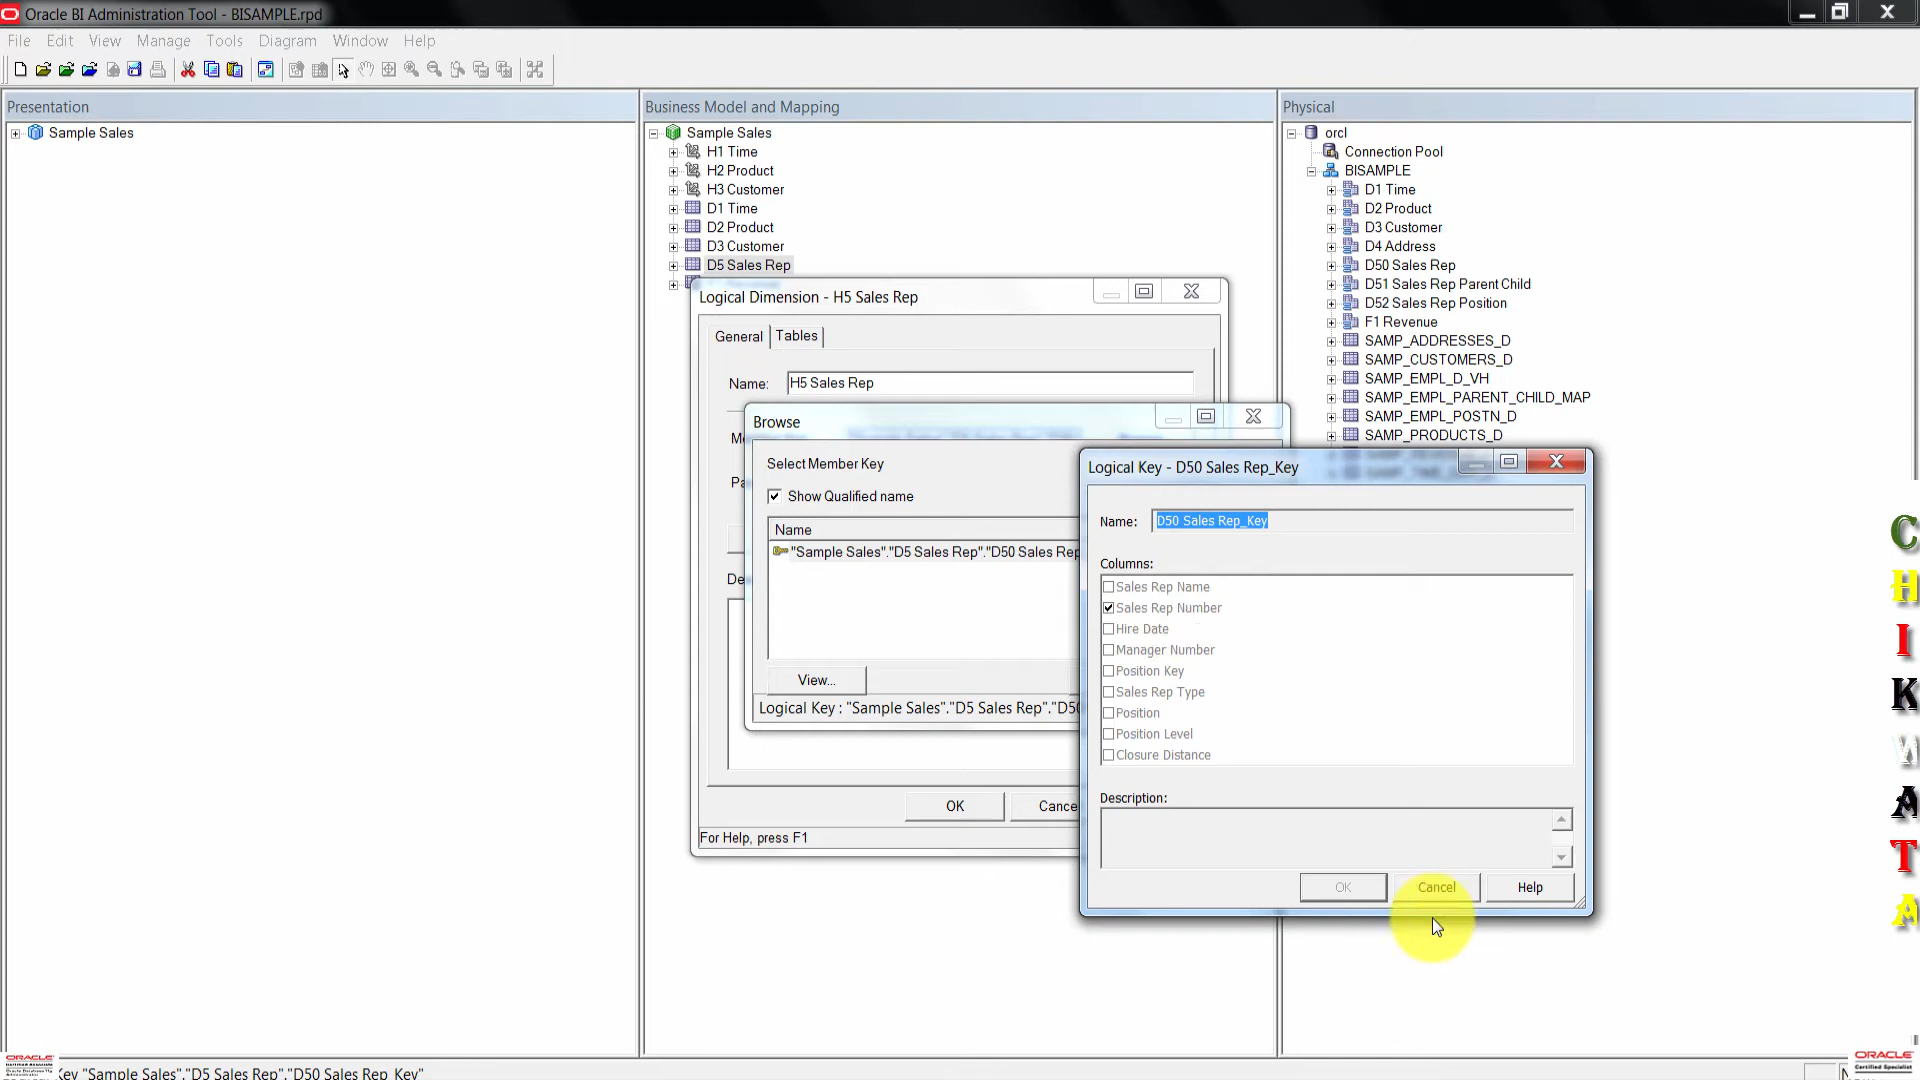 Oracle BI Administration Tool - BISAMPLE.rpd
File Edit View Manage Tools Diagram Window Help
Presentation
Sample Sales
Business Model and Mapping
Sample Sales
H1 Time
H2 Product
H3 Customer
D1 Time
D2 Product
D3 Customer
D5 Sales Rep
Physical
orcl
Connection Pool
BISAMPLE
D1 Time
D2 Product
D3 Customer
D4 Address
D50 Sales Rep
D51 Sales Rep Parent Child
D52 Sales Rep Position
F1 Revenue
SAMP_ADDRESSES_D
SAMP_CUSTOMERS_D
SAMP_EMPL_D_VH
SAMP_EMPL_PARENT_CHILD_MAP
SAMP_EMPL_POSTN_D
SAMP_PRODUCTS_D
Logical Dimension - H5 Sales Rep
General Tables
Name: H5 Sales Rep
OK Cance
For Help, press F1
Browse
Select Member Key
Show Qualified name
Name
"Sample Sales"."D5 Sales Rep"."D50 Sales Rep
View...
Logical Key : "Sample Sales"."D5 Sales Rep"."D50
Logical Key - D50 Sales Rep_Key
Name: D50 Sales Rep_Key
Columns:
Sales Rep Name
Sales Rep Number
Hire Date
Manager Number
Position Key
Sales Rep Type
Position
Position Level
Closure Distance
Description:
OK Cancel Help
CHIKWATA
ORACLE
Key "Sample Sales"."D5 Sales Rep"."D50 Sales Rep_Key"
ORACLE
Certified Specialist